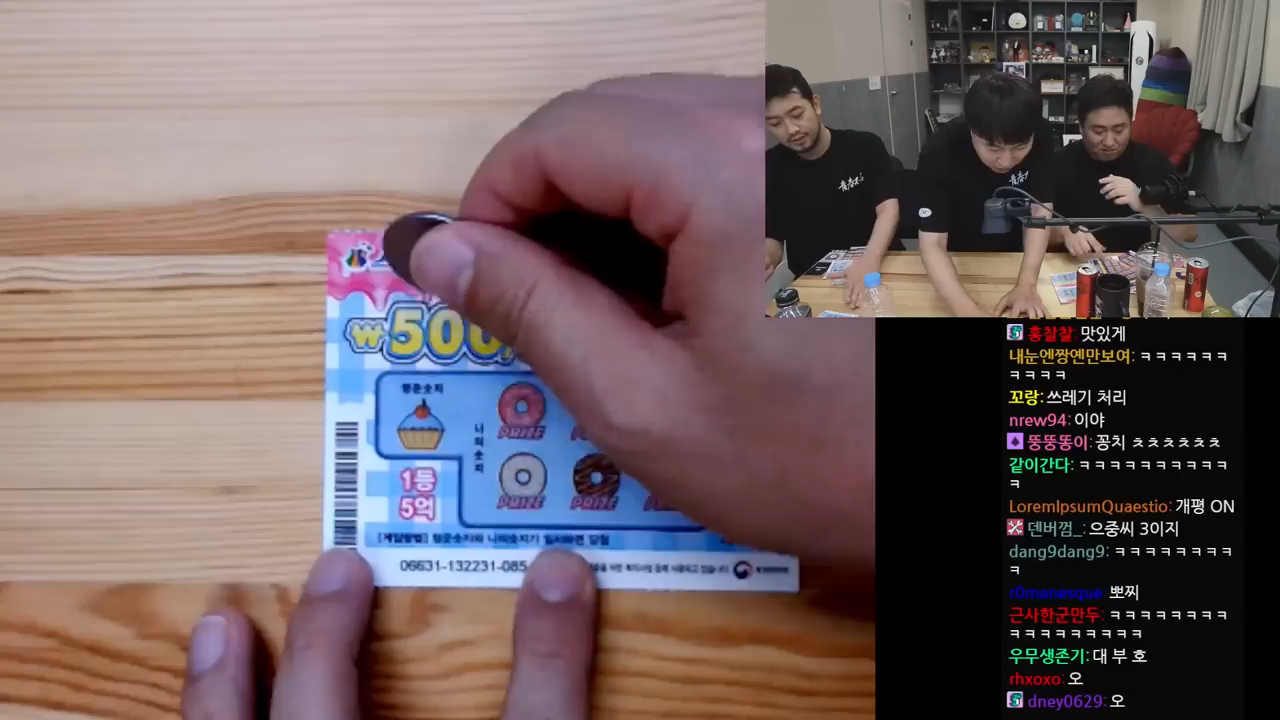 ₩500,
행운숫자
나의숫자
PRIZE
PRIZE PRIZE
1등
5억
[게임방법] 행운숫자와 나의숫자가 일치하면 당첨
06631-132231-085
홍찰찰: 맛있게
내눈엔짱옌만보여: ㅋㅋㅋㅋㅋㅋ
ㅋㅋㅋㅋ
꼬랑: 쓰레기 처리
nrew94: 이야
뚱뚱똥이: 꽁치 ㅊㅊㅊㅊㅊㅊ
같이간다: ㅋㅋㅋㅋㅋㅋㅋㅋㅋㅋ
ㅋ
LoremIpsumQuaestio: 개평 ON
덴버껌_: 으중씨 3이지
dang9dang9: ㅋㅋㅋㅋㅋㅋㅋㅋ
ㅋ
r0manesque: 뽀찌
근사한군만두: ㅋㅋㅋㅋㅋㅋㅋㅋ
ㅋㅋㅋㅋㅋㅋㅋㅋㅋ
우무생존기: 대 부 호
rhxoxo: 오
dney0629: 오